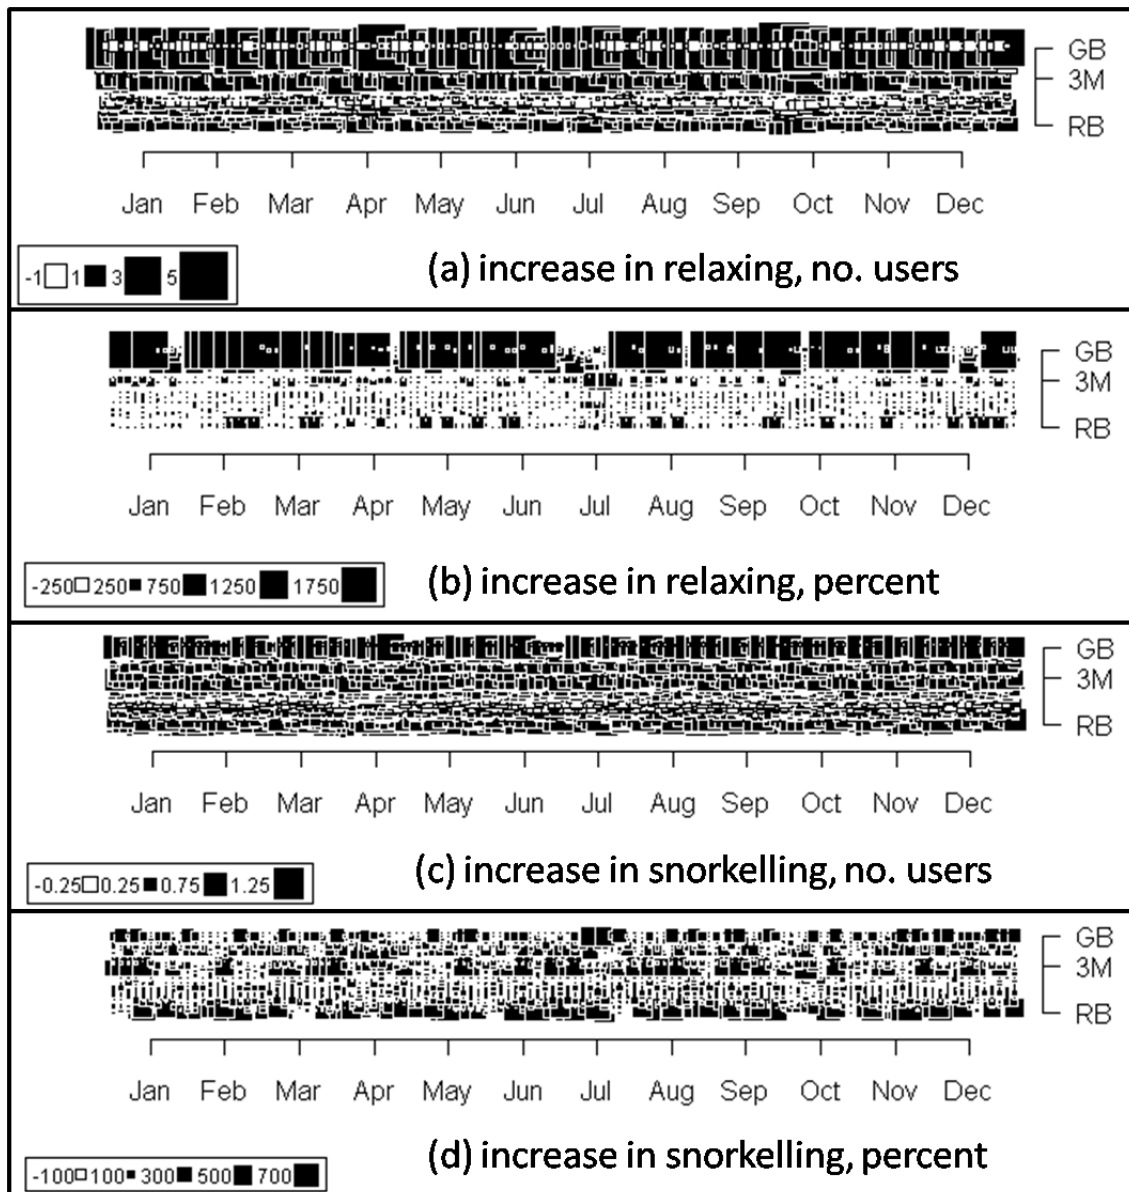 GB
3M
RB
Jan Feb Mar Apr May Jun Jul Aug Sep Oct Nov Dec
-1 1 3 5
(a) increase in relaxing, no. users
GB
3M
RB
Jan Feb Mar Apr May Jun Jul Aug Sep Oct Nov Dec
-250 250 750 1250 1750
(b) increase in relaxing, percent
GB
3M
RB
Jan Feb Mar Apr May Jun Jul Aug Sep Oct Nov Dec
-0.25 0.25 0.75 1.25
(c) increase in snorkelling, no. users
GB
3M
RB
Jan Feb Mar Apr May Jun Jul Aug Sep Oct Nov Dec
-100 100 300 500 700
(d) increase in snorkelling, percent